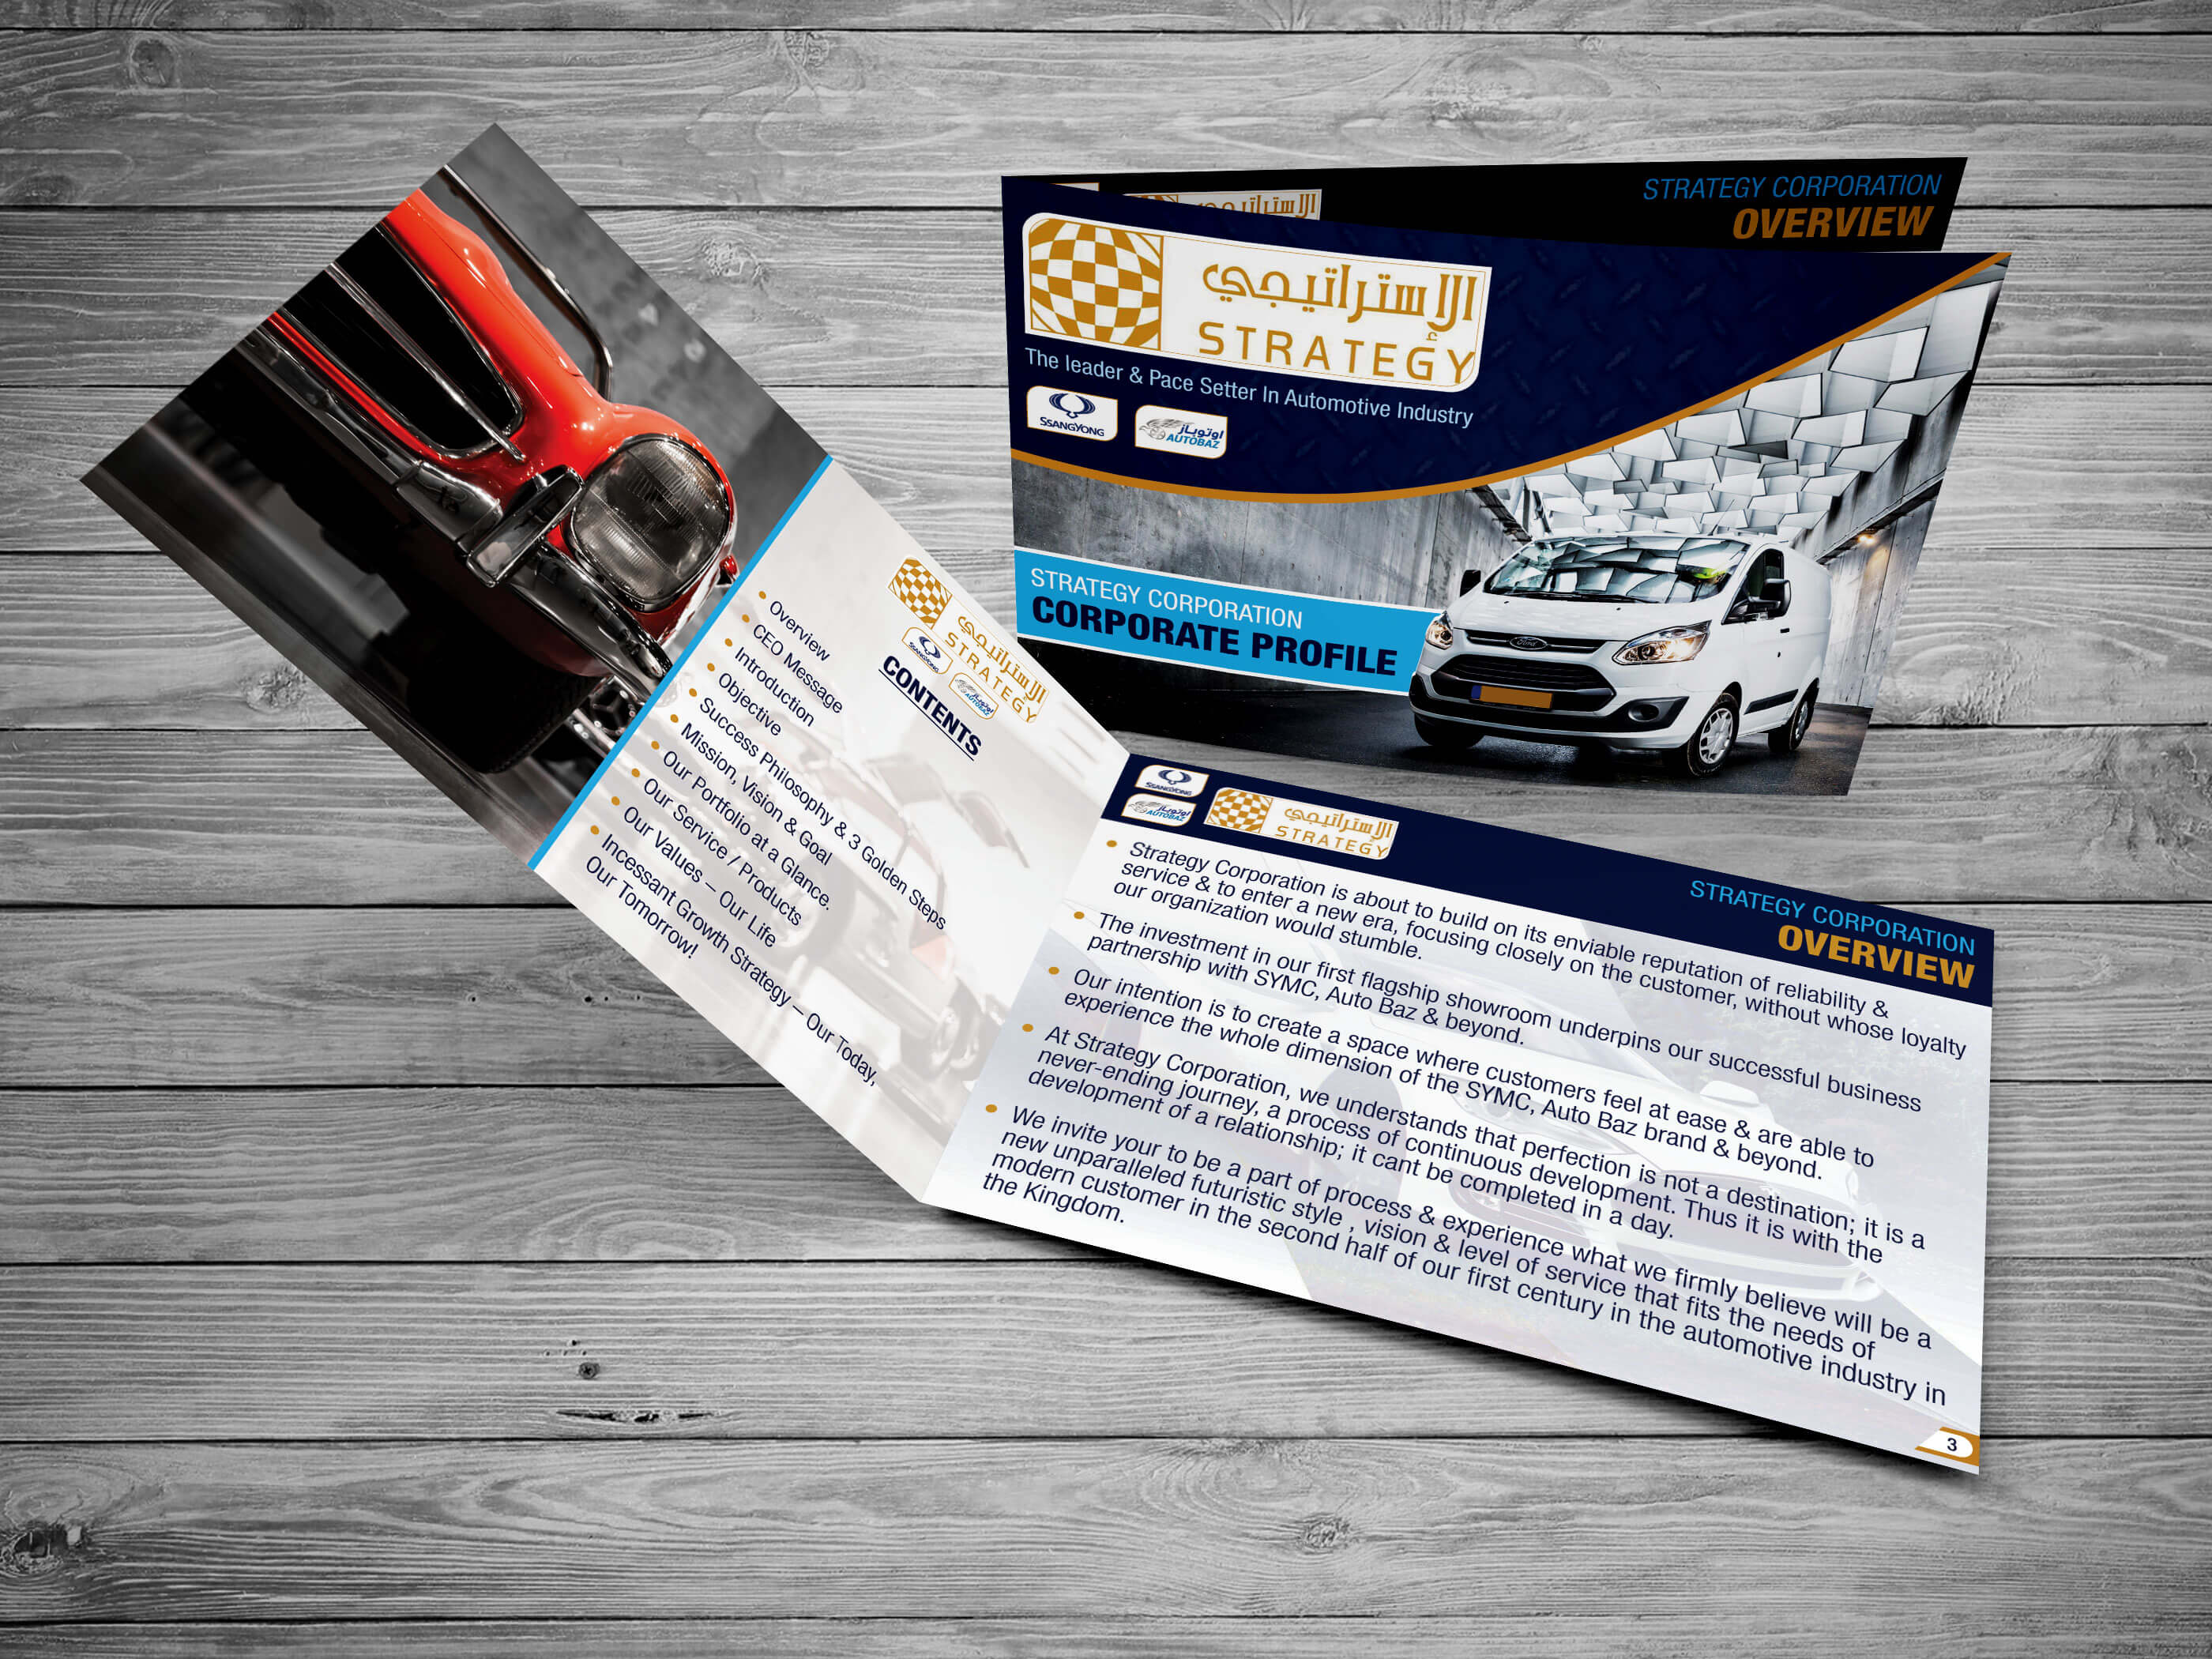 STRATEGY CORPORATION
OVERVIEW
الإستراتيجي
STRATEGY
The leader & Pace Setter In Automotive Industry
SSANGYONG
اوتوباز
AUTOBAZ
STRATEGY CORPORATION
CORPORATE PROFILE
Ford
الإستراتيجي
STRATEGY
SSANGYONG
اوتوباز
AUTOBAZ
CONTENTS
• Overview
• CEO Message
• Introduction
• Objective
• Success Philosophy & 3 Golden Steps
• Mission, Vision & Goal
• Our Portfolio at a Glance.
• Our Service / Products
• Our Values – Our Life
• Incessant Growth Strategy – Our Today,
Our Tomorrow!
SSANGYONG
اوتوباز
AUTOBAZ
الإستراتيجي
STRATEGY
STRATEGY CORPORATION
OVERVIEW
• Strategy Corporation is about to build on its enviable reputation of reliability &
service & to enter a new era, focusing closely on the customer, without whose loyalty
our organization would stumble.
• The investment in our first flagship showroom underpins our successful business
partnership with SYMC, Auto Baz & beyond.
• Our intention is to create a space where customers feel at ease & are able to
experience the whole dimension of the SYMC, Auto Baz brand & beyond.
• At Strategy Corporation, we understands that perfection is not a destination; it is a
never-ending journey, a process of continuous development. Thus it is with the
development of a relationship; it cant be completed in a day.
• We invite your to be a part of process & experience what we firmly believe will be a
new unparalleled futuristic style , vision & level of service that fits the needs of
modern customer in the second half of our first century in the automotive industry in
the Kingdom.
3